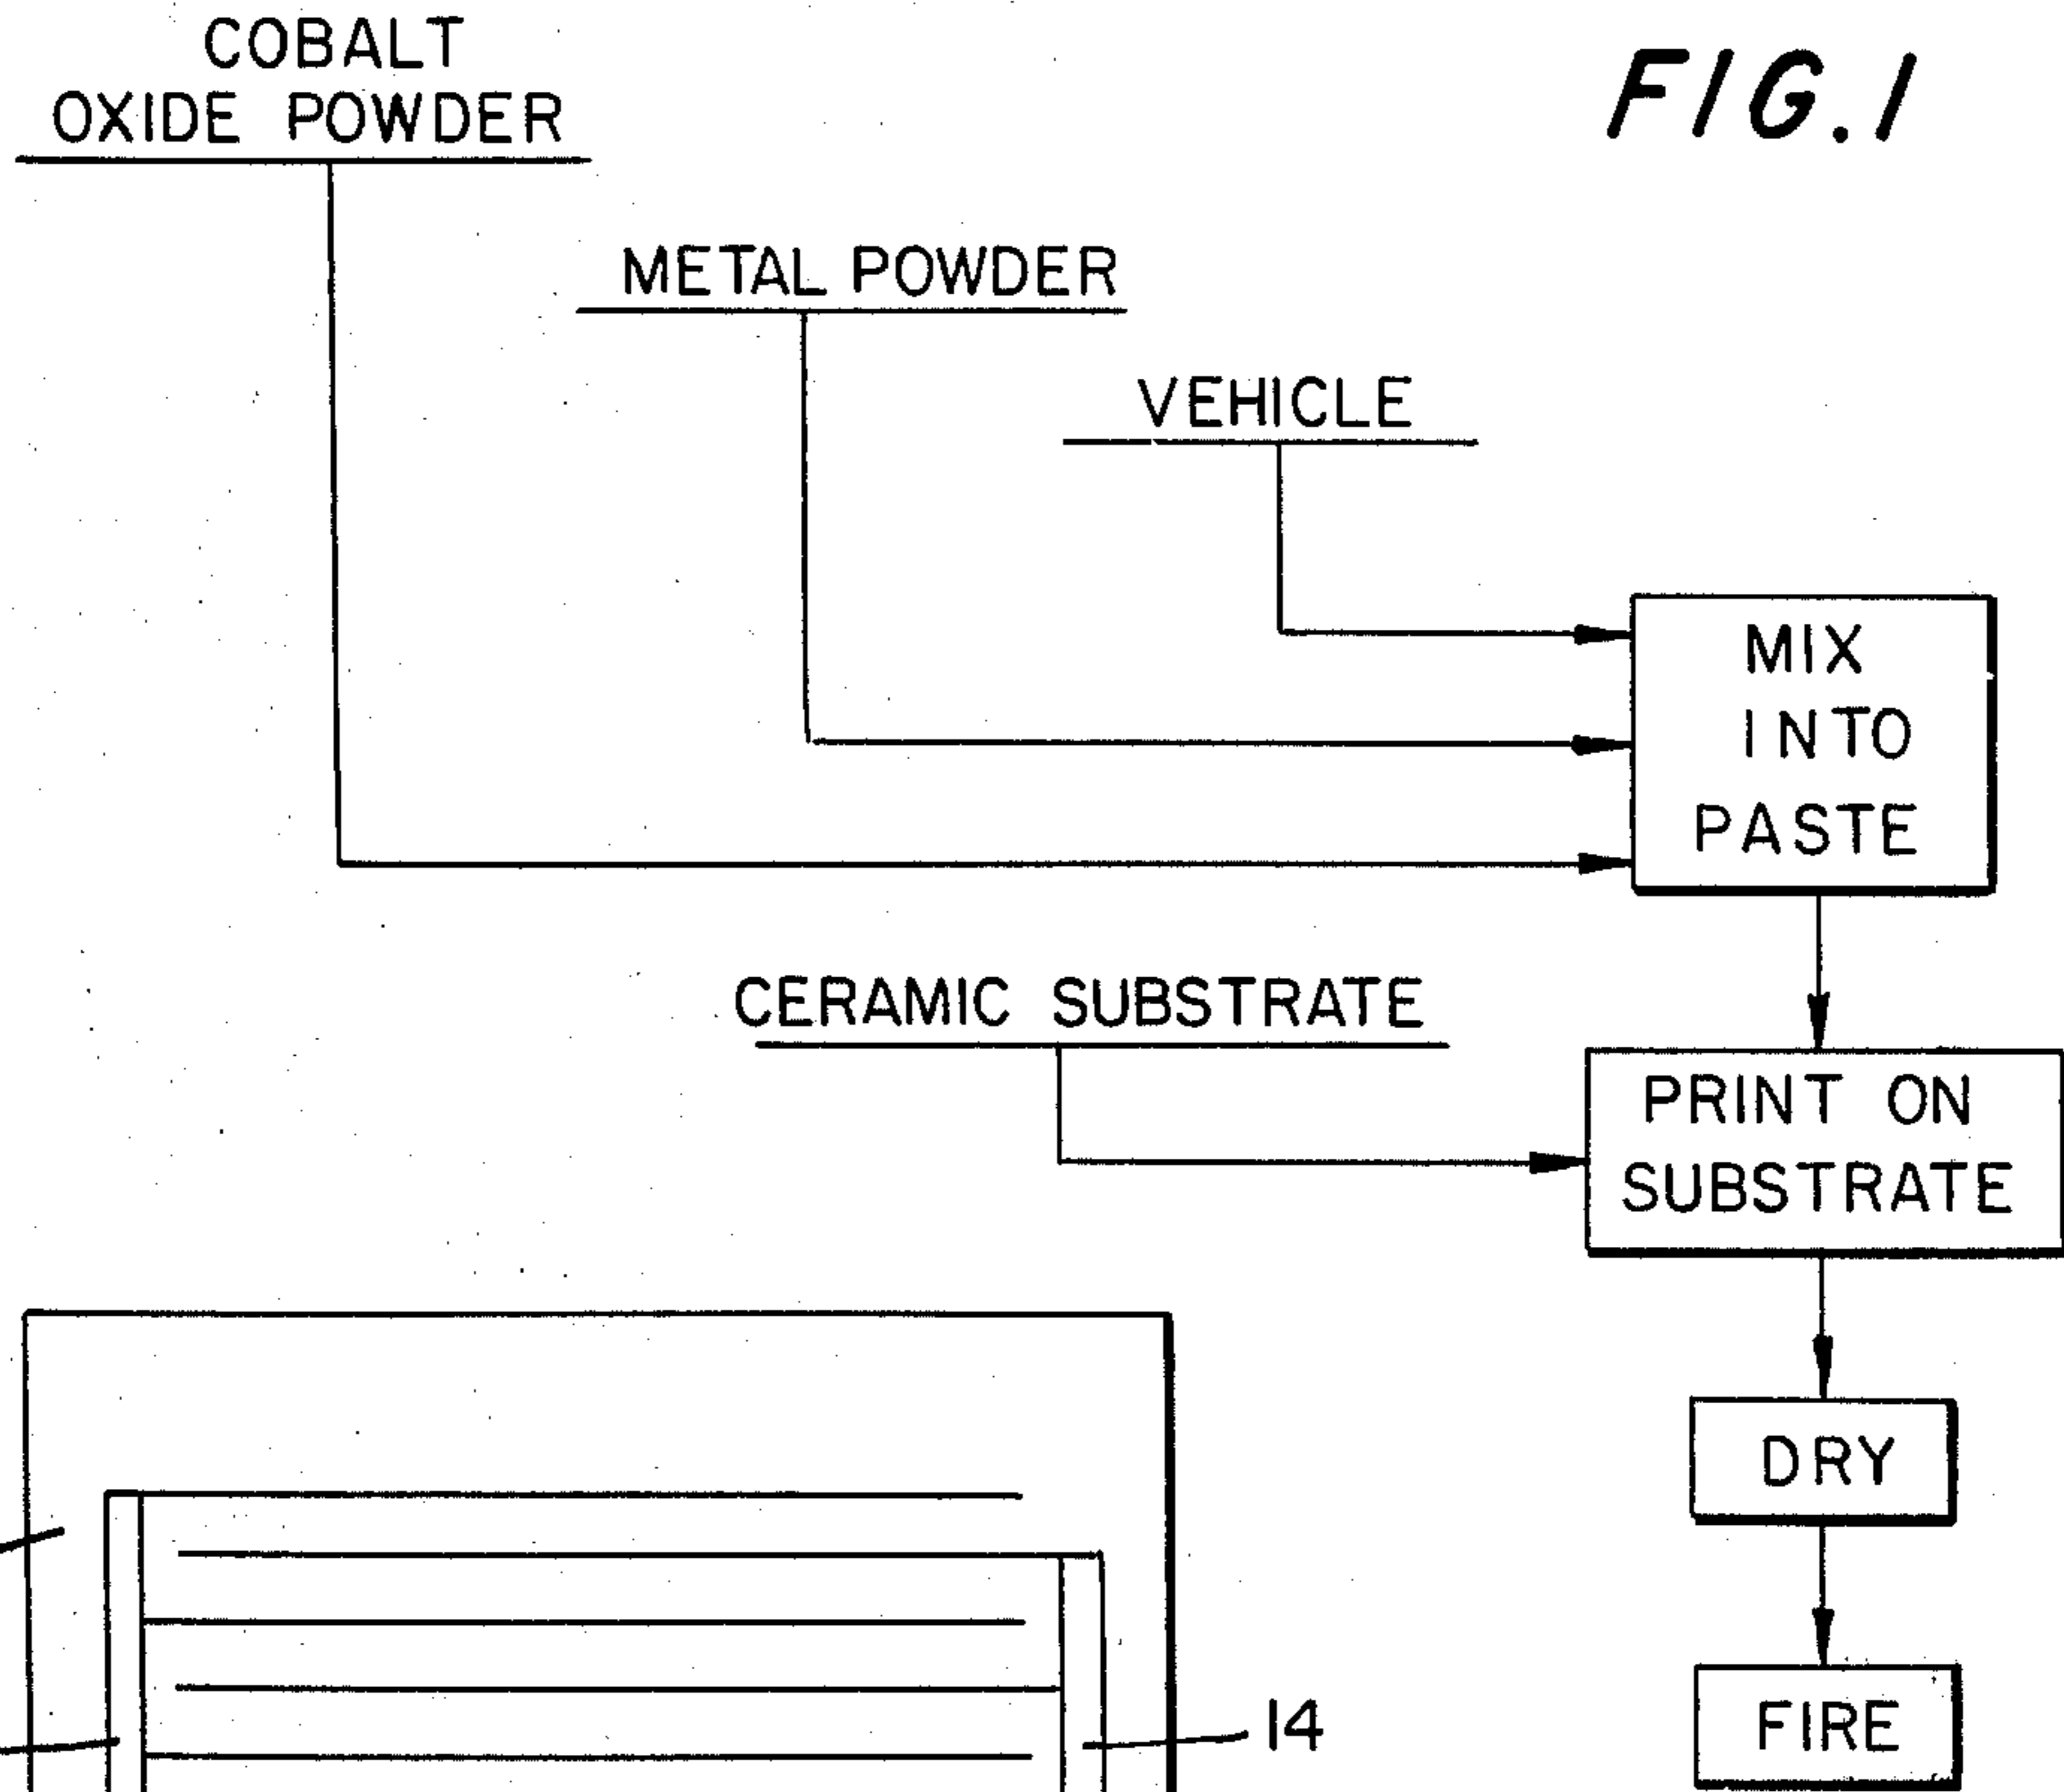 COBALT
OXIDE POWDER
FIG. 1
METAL POWDER
VEHICLE
MIX
INTO
PASTE
CERAMIC SUBSTRATE
PRINT ON
SUBSTRATE
DRY
FIRE
14